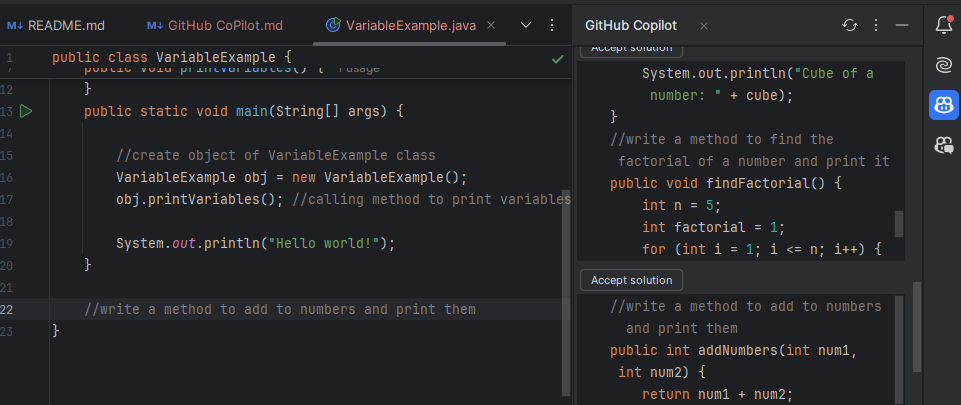 README.md
GitHub CoPilot.md
VariableExample.java
GitHub Copilot
1 public class VariableExample {
public void printVariables() { 1 usage
12 }
13 public static void main(String[] args) {
14
15 //create object of VariableExample class
16 VariableExample obj = new VariableExample();
17 obj.printVariables(); //calling method to print variables
18
19 System.out.println("Hello world!");
20 }
21
22 //write a method to add to numbers and print them
23 }
Accept solution
System.out.println("Cube of a
number: " + cube);
}
//write a method to find the
factorial of a number and print it
public void findFactorial() {
int n = 5;
int factorial = 1;
for (int i = 1; i <= n; i++) {
Accept solution
//write a method to add to numbers
and print them
public int addNumbers(int num1,
int num2) {
return num1 + num2;